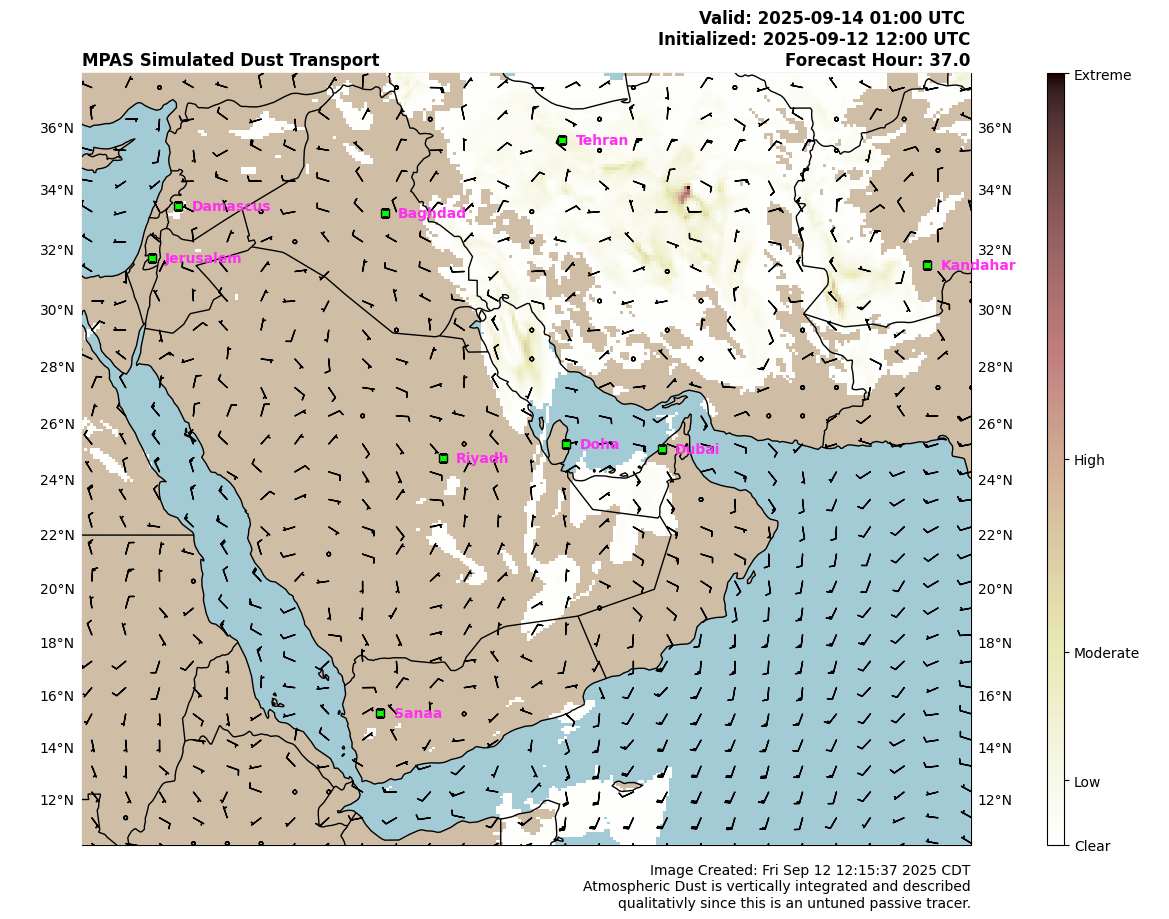 Valid: 2025-09-14 01:00 UTC
Initialized: 2025-09-12 12:00 UTC
MPAS Simulated Dust Transport
Forecast Hour: 37.0
Extreme
36°N
36°N
Tehran
34°N
34°N
Damascus
Baghdad
32°N
32°N
Jerusalem
Kandahar
30°N
30°N
28°N
28°N
26°N
26°N
Doha
Dubai
Riyadh
High
24°N
24°N
22°N
22°N
20°N
20°N
18°N
18°N
Moderate
16°N
16°N
Sanaa
14°N
14°N
Low
12°N
12°N
Clear
Image Created: Fri Sep 12 12:15:37 2025 CDT
Atmospheric Dust is vertically integrated and described
qualitativly since this is an untuned passive tracer.